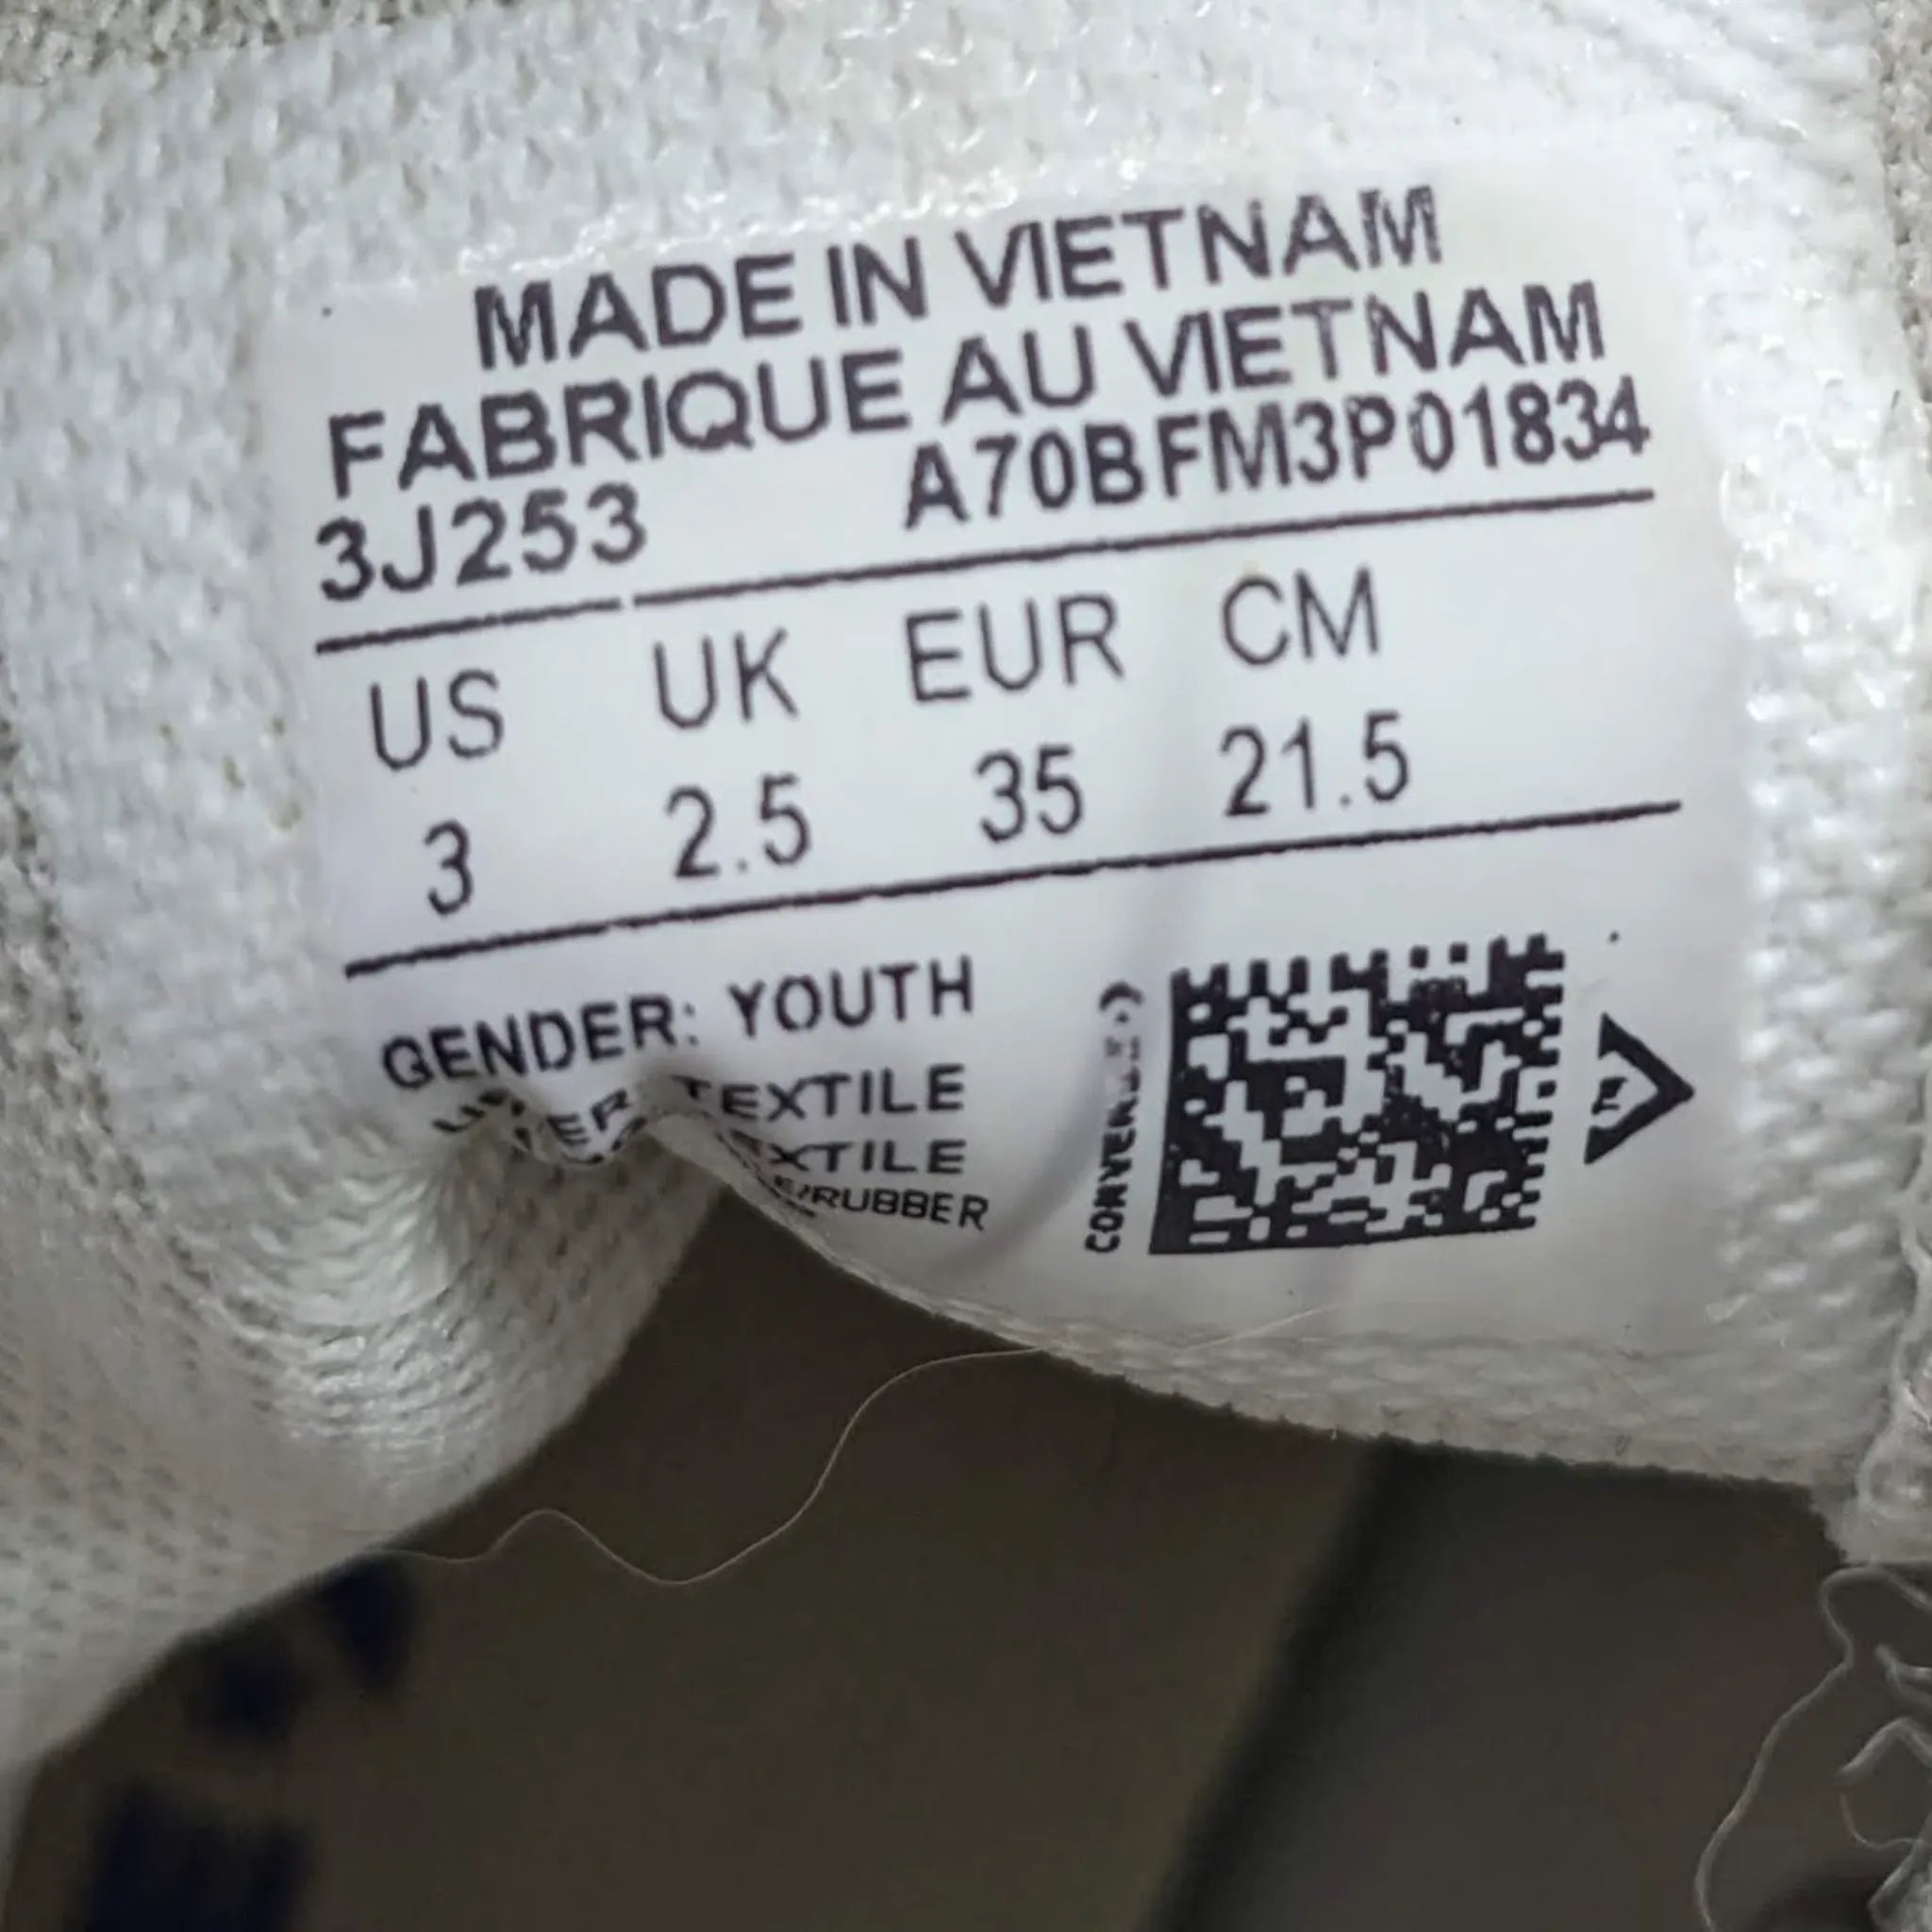 MADE IN VIETNAM
FABRIQUE AU VIETNAM
3J253 A70BFM3P01834
US UK EUR CM
3 2.5 35 21.5
GENDER: YOUTH
TEXTILE
RUBBER
CONVERSE